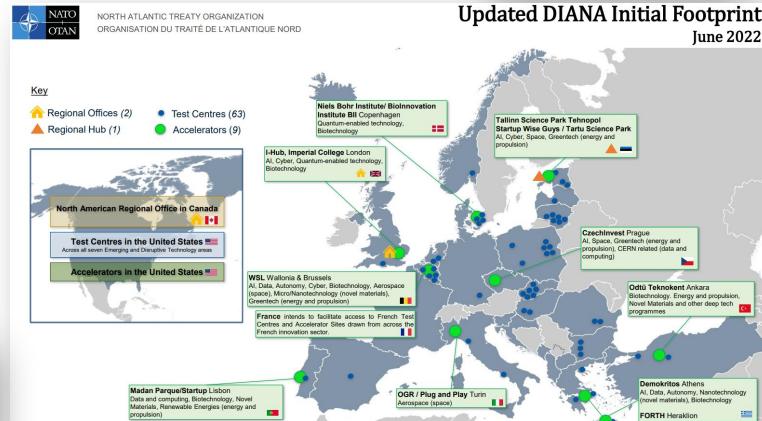 NATO
OTAN
NORTH ATLANTIC TREATY ORGANIZATION
ORGANISATION DU TRAITÉ DE L'ATLANTIQUE NORD
Updated DIANA Initial Footprint
June 2022
Key
Regional Offices (2)
Test Centres (63)
Regional Hub (1)
Accelerators (9)
North American Regional Office in Canada
Test Centres in the United States
Across all seven Emerging and Disruptive Technology areas
Accelerators in the United States
Niels Bohr Institute/ BioInnovation
Institute BII Copenhagen
Quantum-enabled technology,
Biotechnology
I-Hub, Imperial College London
AI, Cyber, Quantum-enabled technology,
Biotechnology
Tallinn Science Park Tehnopol
Startup Wise Guys / Tartu Science Park
AI, Cyber, Space, Greentech (energy and
propulsion)
CzechInvest Prague
AI, Space, Greentech (energy and
propulsion), CERN related (data and
computing)
WSL Wallonia & Brussels
AI, Data, Autonomy, Cyber, Biotechnology, Aerospace
(space), Micro/Nanotechnology (novel materials),
Greentech (energy and propulsion)
France intends to facilitate access to French Test
Centres and Accelerator Sites drawn from across the
French innovation sector.
Odtü Teknokent Ankara
Biotechnology. Energy and propulsion,
Novel Materials and other deep tech
programmes
Madan Parque/Startup Lisbon
Data and computing, Biotechnology, Novel
Materials, Renewable Energies (energy and
propulsion)
OGR / Plug and Play Turin
Aerospace (space)
Demokritos Athens
AI, Data, Autonomy, Nanotechnology
(novel materials), Biotechnology
FORTH Heraklion